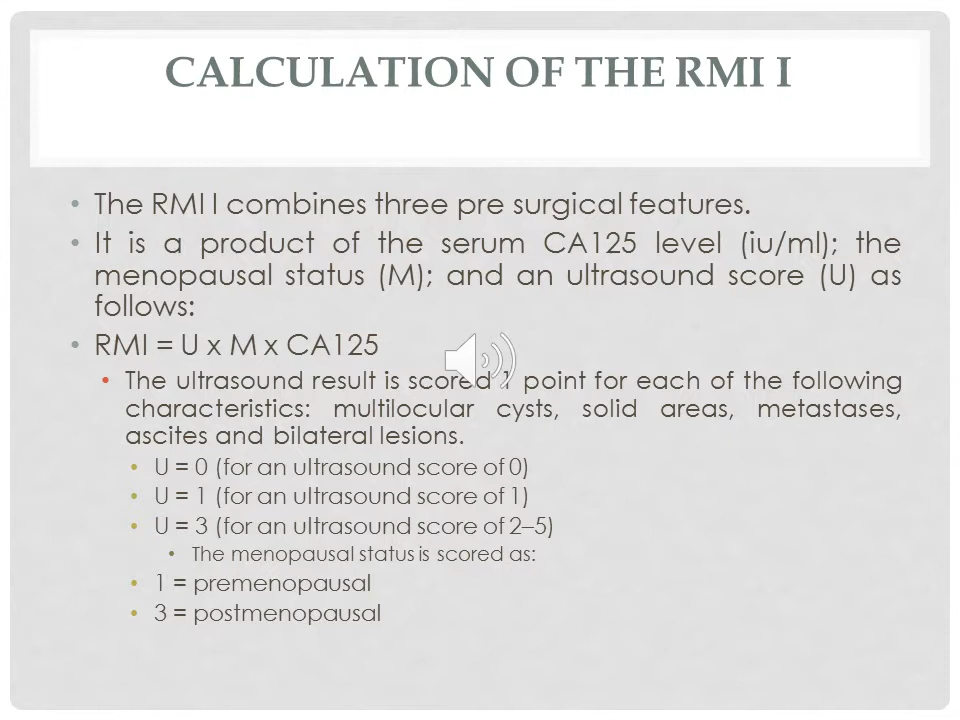 CALCULATION OF THE RMI I
• The RMI I combines three pre surgical features.
• It is a product of the serum CA125 level (iu/ml); the
menopausal status (M); and an ultrasound score (U) as
follows:
• RMI = U x M x CA125
• The ultrasound result is scored 1 point for each of the following
characteristics: multilocular cysts, solid areas, metastases,
ascites and bilateral lesions.
• U = 0 (for an ultrasound score of 0)
• U = 1 (for an ultrasound score of 1)
• U = 3 (for an ultrasound score of 2–5)
• The menopausal status is scored as:
• 1 = premenopausal
• 3 = postmenopausal